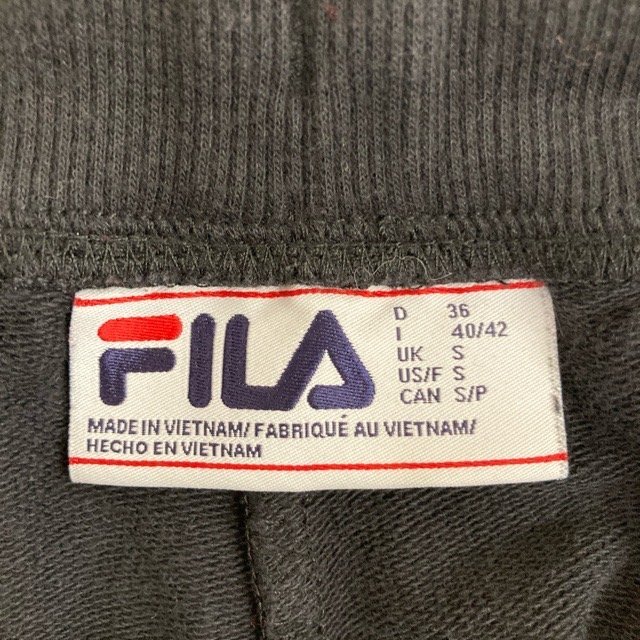 FILA
D 36
I 40/42
UK S
US/F S
CAN S/P
MADE IN VIETNAM/ FABRIQUÉ AU VIETNAM/
HECHO EN VIETNAM